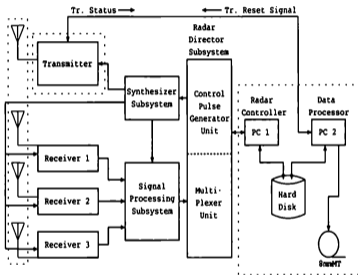 Tr. Status
Tr. Reset Signal
Radar
Director
Subsystem
Transmitter
Synthesizer
Subsystem
Control
Pulse
Generator
Unit
Radar
Controller
Data
Processor
PC 1
PC 2
Receiver 1
Receiver 2
Receiver 3
Signal
Processing
Subsystem
Multi-
Plexer
Unit
Hard
Disk
8mmMT